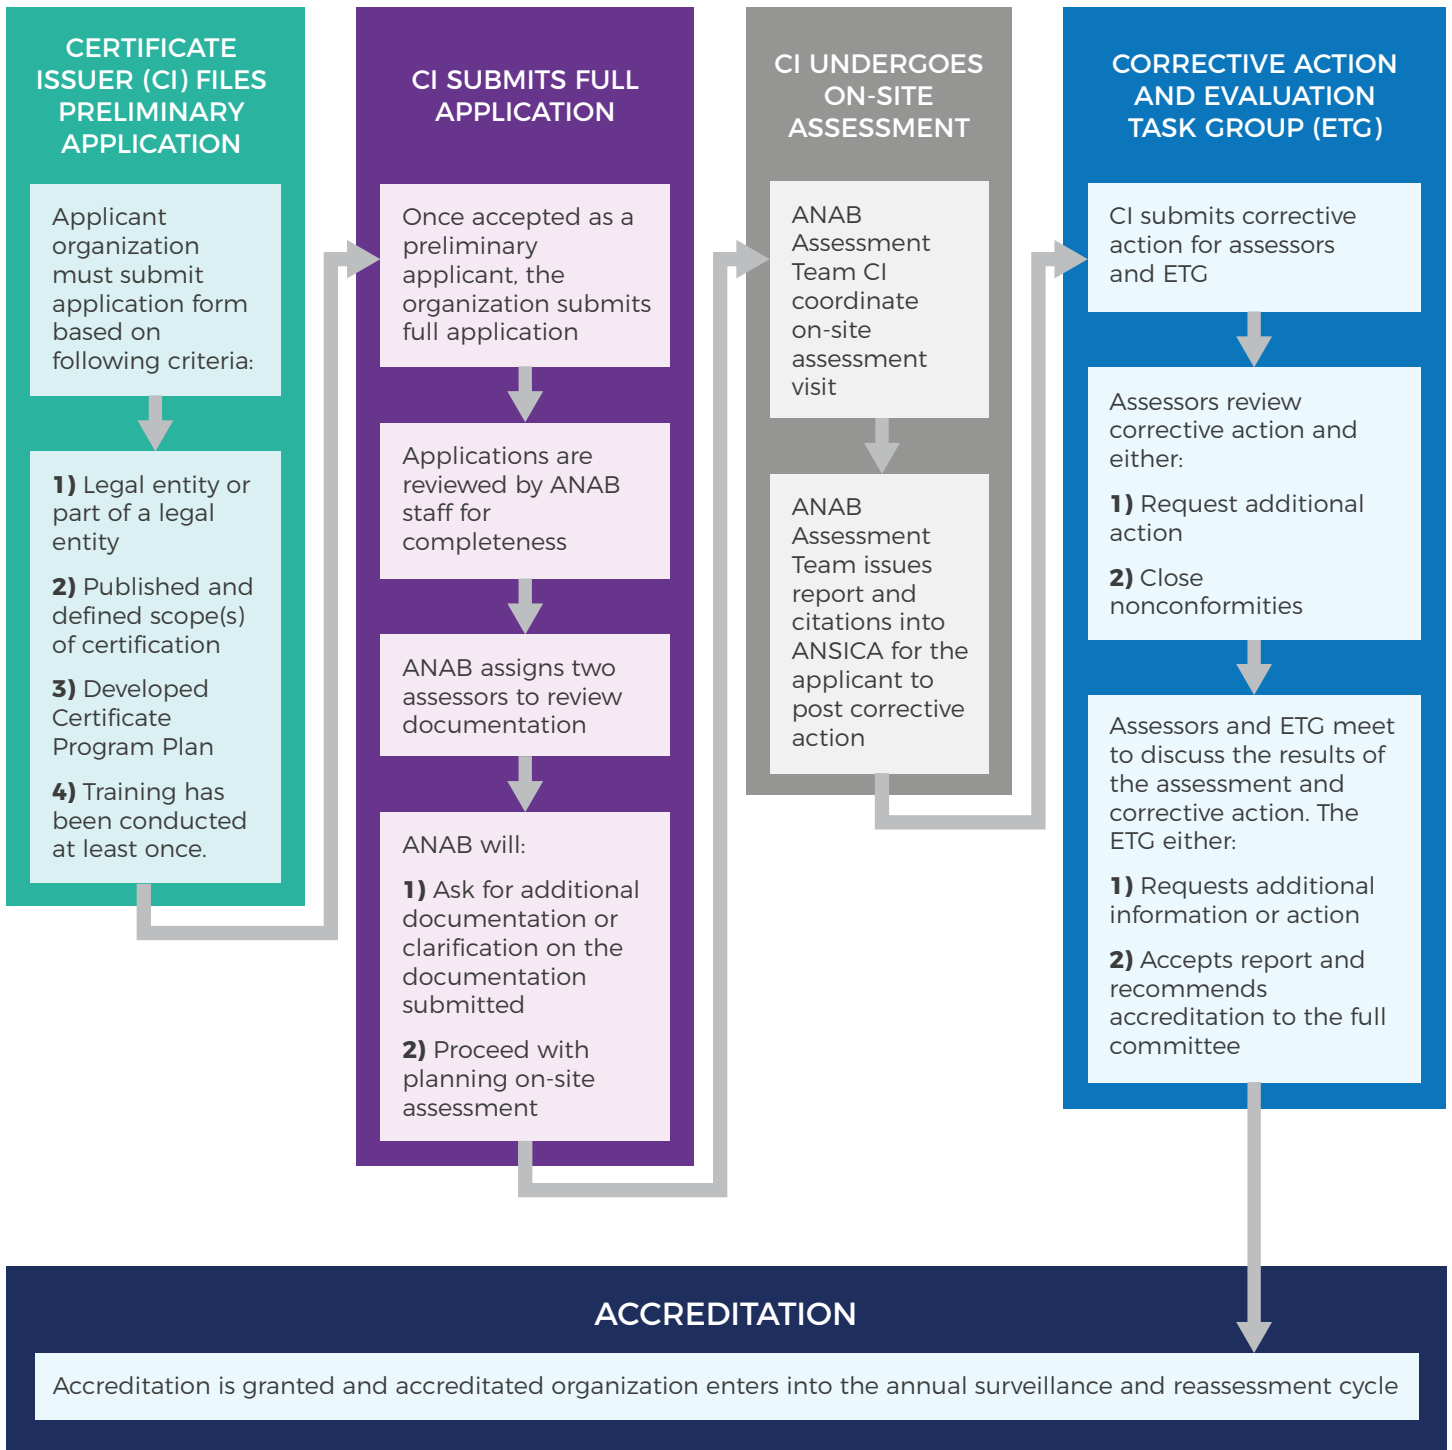 CERTIFICATE
ISSUER (CI) FILES
PRELIMINARY
APPLICATION
Applicant
organization
must submit
application form
based on
following criteria:
1) Legal entity or
part of a legal
entity
2) Published and
defined scope(s)
of certification
3) Developed
Certificate
Program Plan
4) Training has
been conducted
at least once.
CI SUBMITS FULL
APPLICATION
Once accepted as a
preliminary
applicant, the
organization submits
full application
Applications are
reviewed by ANAB
staff for
completeness
ANAB assigns two
assessors to review
documentation
ANAB will:
1) Ask for additional
documentation or
clarification on the
documentation
submitted
2) Proceed with
planning on-site
assessment
CI UNDERGOES
ON-SITE
ASSESSMENT
ANAB
Assessment
Team CI
coordinate
on-site
assessment
visit
ANAB
Assessment
Team issues
report and
citations into
ANSICA for the
applicant to
post corrective
action
CORRECTIVE ACTION
AND EVALUATION
TASK GROUP (ETG)
CI submits corrective
action for assessors
and ETG
Assessors review
corrective action and
either:
1) Request additional
action
2) Close
nonconformities
Assessors and ETG meet
to discuss the results of
the assessment and
corrective action. The
ETG either:
1) Requests additional
information or action
2) Accepts report and
recommends
accreditation to the full
committee
ACCREDITATION
Accreditation is granted and accreditated organization enters into the annual surveillance and reassessment cycle